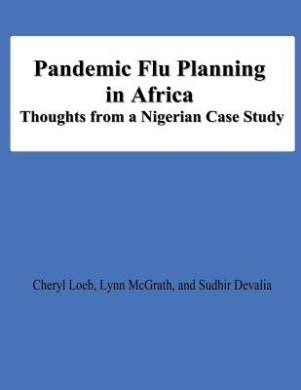 Pandemic Flu Planning
in Africa
Thoughts from a Nigerian Case Study
Cheryl Loeb, Lynn McGrath, and Sudhir Devalia